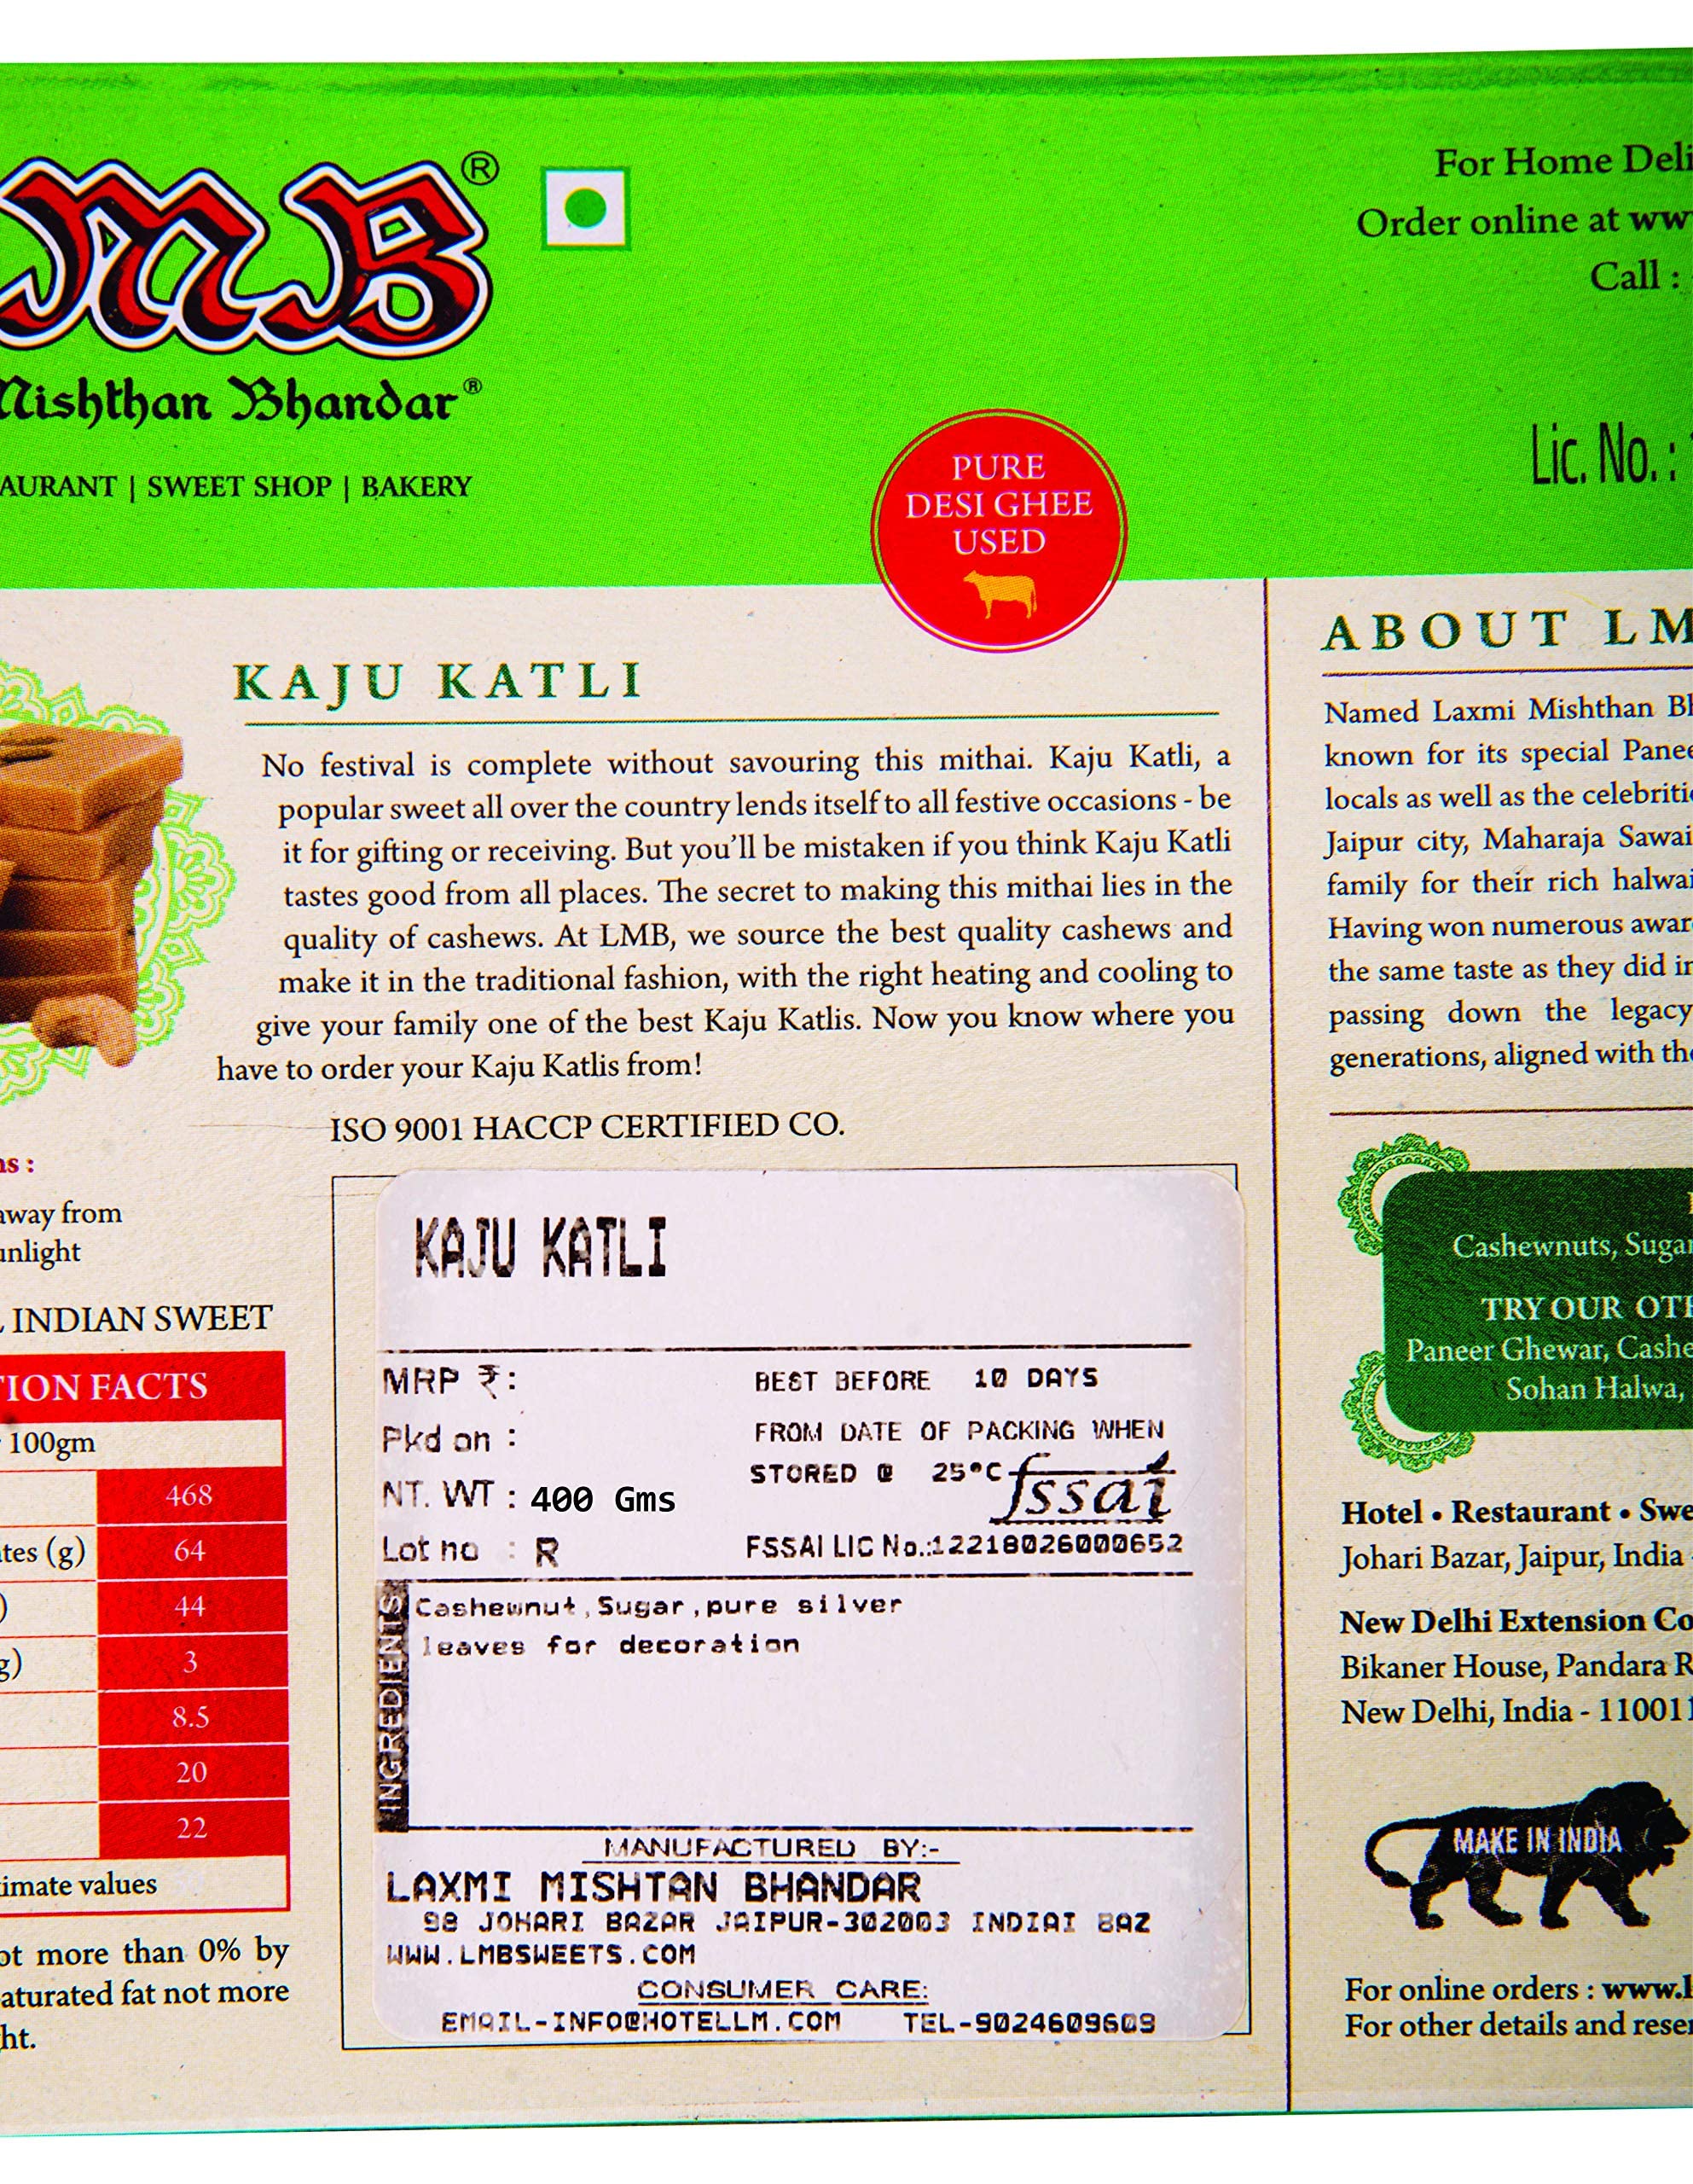 MB®
Mishthan Bhandar®
AURANT | SWEET SHOP | BAKERY
For Home Deli
Order online at ww
Call :
Lic. No. :
PURE
DESI GHEE
USED
KAJU KATLI
No festival is complete without savouring this mithai. Kaju Katli, a
popular sweet all over the country lends itself to all festive occasions - be
it for gifting or receiving. But you'll be mistaken if you think Kaju Katli
tastes good from all places. The secret to making this mithai lies in the
quality of cashews. At LMB, we source the best quality cashews and
make it in the traditional fashion, with the right heating and cooling to
give your family one of the best Kaju Katlis. Now you know where you
have to order your Kaju Katlis from!
ISO 9001 HACCP CERTIFIED CO.
ns :
away from
unlight
L INDIAN SWEET
TION FACTS
100gm
468
tes (g) 64
) 44
g) 3
8.5
20
22
imate values
ot more than 0% by
aturated fat not more
ht.
KAJU KATLI
MRP ₹:
Pkd on :
NT. WT : 400 Gms
Lot no : R
BEST BEFORE 10 DAYS
FROM DATE OF PACKING WHEN
STORED @ 25°C
fssai
FSSAI LIC No.:12218026000652
INGREDIENTS
Cashewnut,Sugar,pure silver
leaves for decoration
MANUFACTURED BY:-
LAXMI MISHTAN BHANDAR
98 JOHARI BAZAR JAIPUR-302003 INDIAI BAZ
WWW.LMBSWEETS.COM
CONSUMER CARE:
EMAIL-INFO@HOTELLM.COM TEL-9024609609
ABOUT LM
Named Laxmi Mishthan Bh
known for its special Panee
locals as well as the celebritie
Jaipur city, Maharaja Sawai
family for their rich halwai
Having won numerous awar
the same taste as they did in
passing down the legacy
generations, aligned with the
Cashewnuts, Sugar
TRY OUR OTH
Paneer Ghewar, Cashe
Sohan Halwa,
Hotel • Restaurant • Swe
Johari Bazar, Jaipur, India
New Delhi Extension Co
Bikaner House, Pandara R
New Delhi, India - 110011
MAKE IN INDIA
For online orders : www.l
For other details and reser